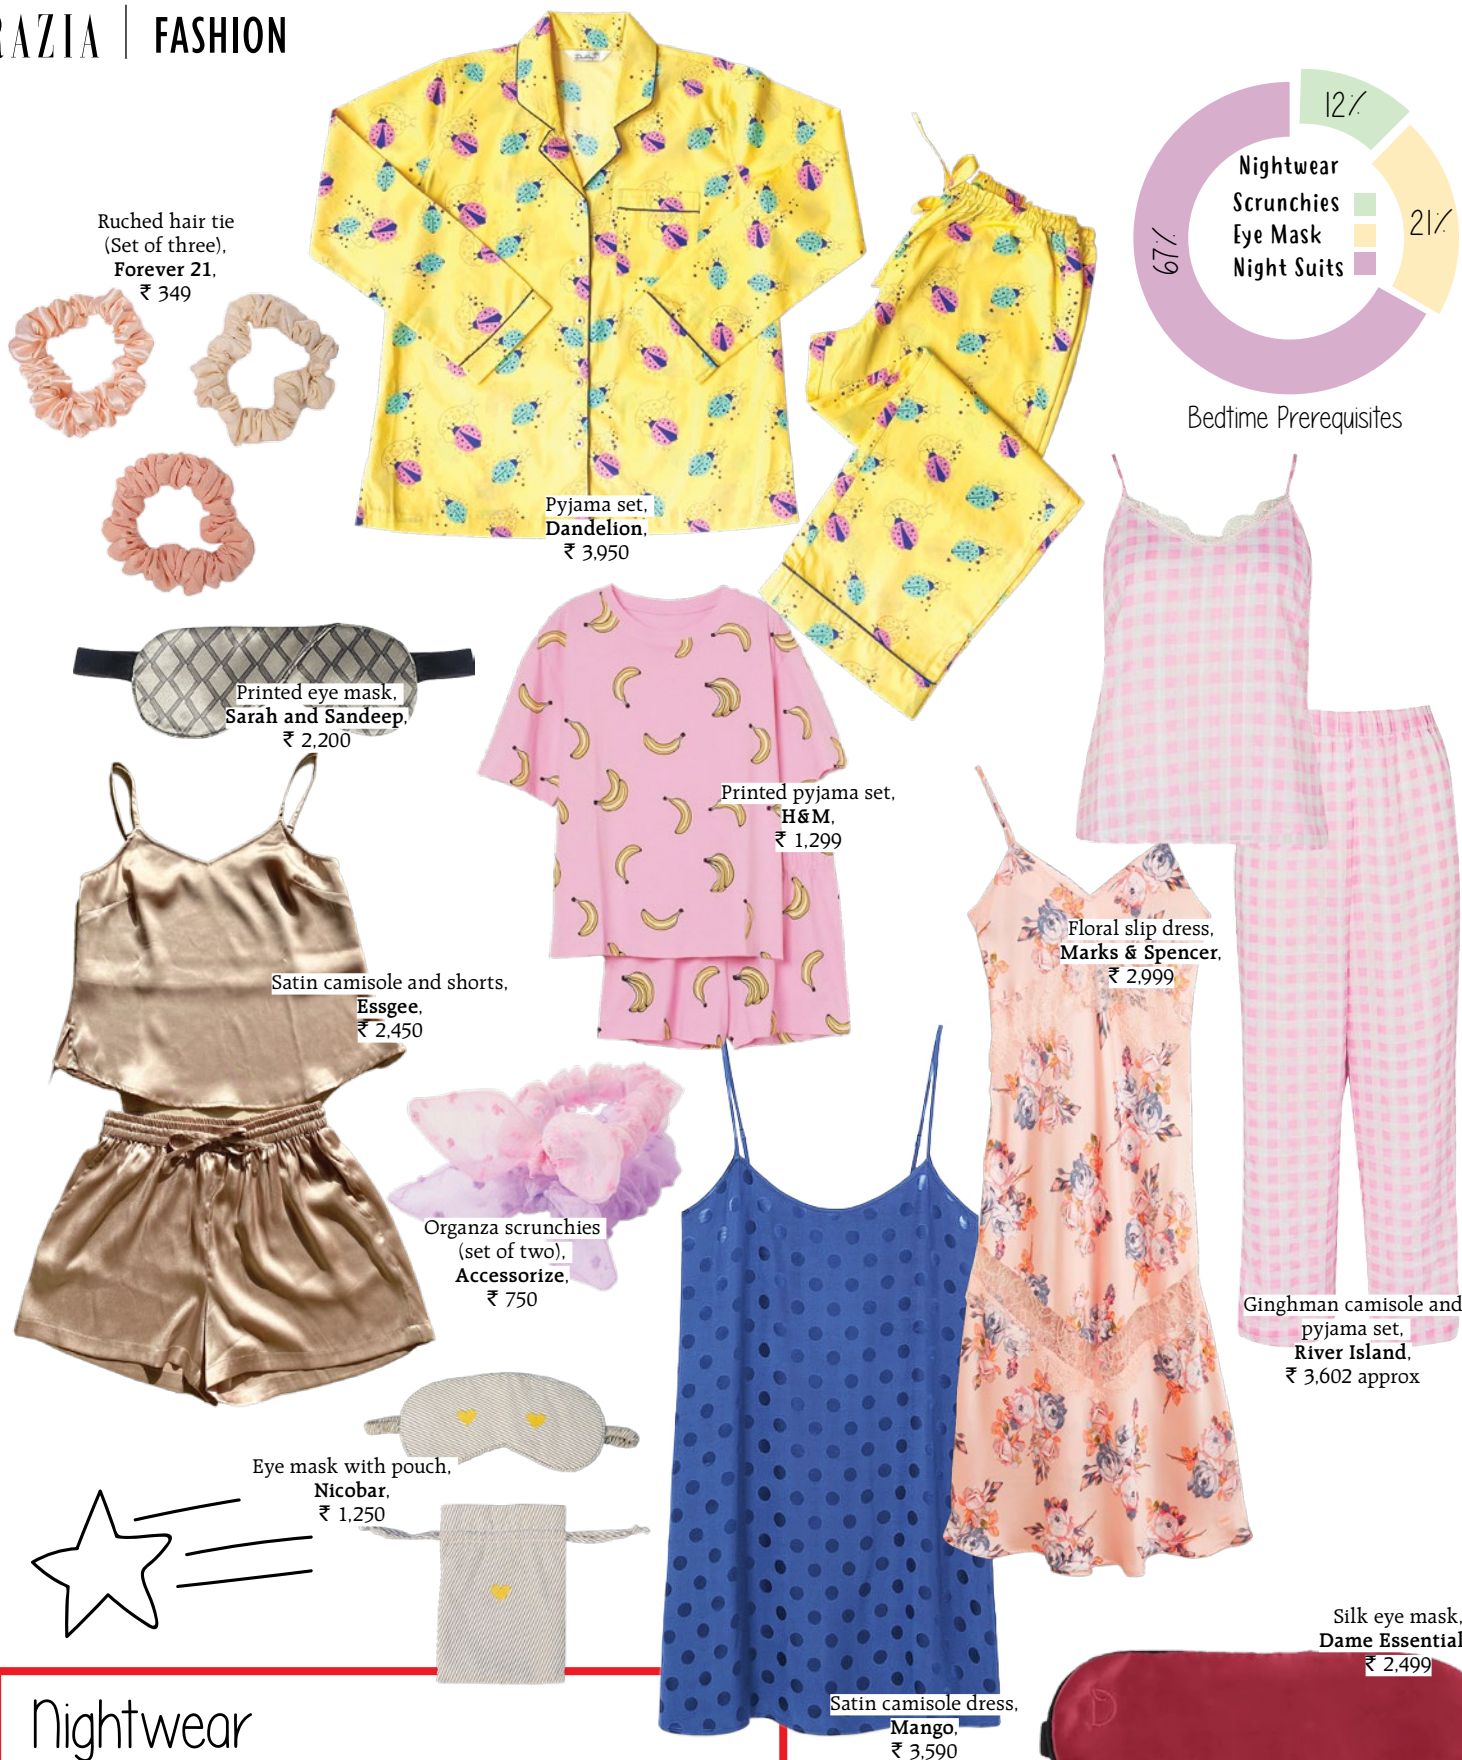 RAZIA | FASHION
12%
21%
67%
Nightwear
Scrunchies
Eye Mask
Night Suits
Bedtime Prerequisites
Ruched hair tie
(Set of three),
Forever 21,
₹ 349
Pyjama set,
Dandelion,
₹ 3,950
Printed eye mask,
Sarah and Sandeep,
₹ 2,200
Printed pyjama set,
H&M,
₹ 1,299
Floral slip dress,
Marks & Spencer,
₹ 2,999
Satin camisole and shorts,
Essgee,
₹ 2,450
Organza scrunchies
(set of two),
Accessorize,
₹ 750
Ginghman camisole and
pyjama set,
River Island,
₹ 3,602 approx
Eye mask with pouch,
Nicobar,
₹ 1,250
Silk eye mask,
Dame Essential
₹ 2,499
Satin camisole dress,
Mango,
₹ 3,590
Nightwear